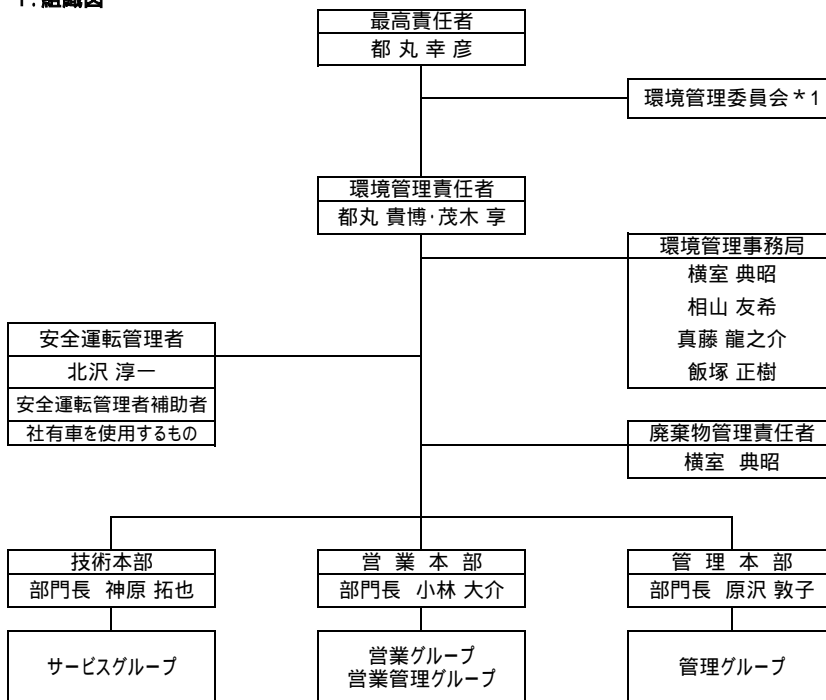 1．組織図
最高責任者
都 丸 幸 彦
環境管理委員会＊1
環境管理責任者
都丸 貴博・茂木 享
環境管理事務局
横室 典昭
相山 友希
真藤 龍之介
飯塚 正樹
安全運転管理者
北沢 淳一
安全運転管理者補助者
社有車を使用するもの
廃棄物管理責任者
横室 典昭
技術本部
部門長 神原 拓也
サービスグループ
営 業 本 部
部門長 小林 大介
営業グループ
営業管理グループ
管 理 本 部
部門長 原沢 敦子
管理グループ